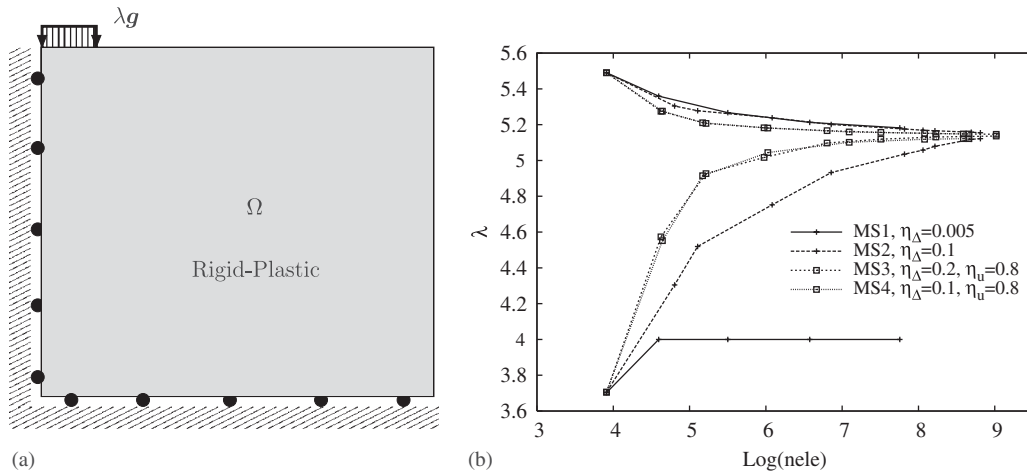 λg
Ω
Rigid-Plastic
(a)
5.6
5.4
5.2
5
4.8
4.6
4.4
4.2
4
3.8
3.6
λ
MS1, η_Δ=0.005
MS2, η_Δ=0.1
MS3, η_Δ=0.2, η_u=0.8
MS4, η_Δ=0.1, η_u=0.8
3 4 5 6 7 8 9
Log(nele)
(b)